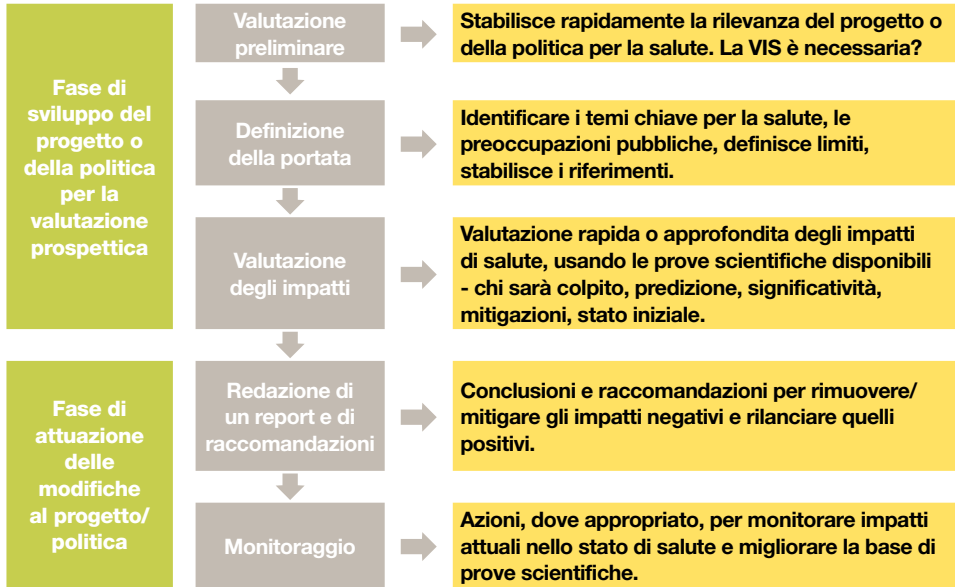 Fase di
sviluppo del
progetto o
della politica
per la
valutazione
prospettica
Valutazione
preliminare
Stabilisce rapidamente la rilevanza del progetto o
della politica per la salute. La VIS è necessaria?
Definizione
della portata
Identificare i temi chiave per la salute, le
preoccupazioni pubbliche, definisce limiti,
stabilisce i riferimenti.
Valutazione
degli impatti
Valutazione rapida o approfondita degli impatti
di salute, usando le prove scientifiche disponibili
- chi sarà colpito, predizione, significatività,
mitigazioni, stato iniziale.
Fase di
attuazione
delle
modifiche
al progetto/
politica
Redazione di
un report e di
raccomandazioni
Conclusioni e raccomandazioni per rimuovere/
mitigare gli impatti negativi e rilanciare quelli
positivi.
Monitoraggio
Azioni, dove appropriato, per monitorare impatti
attuali nello stato di salute e migliorare la base di
prove scientifiche.